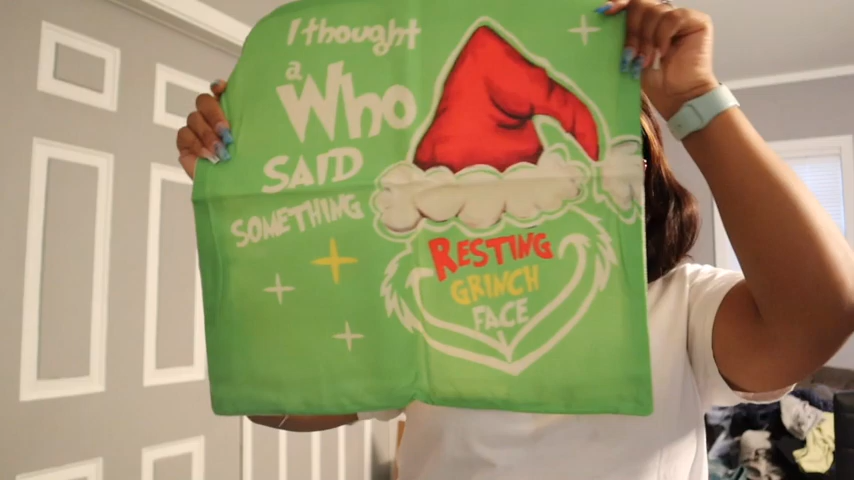 I thought
a
Who
SAID
SOMETHING
RESTING
GRINCH
FACE